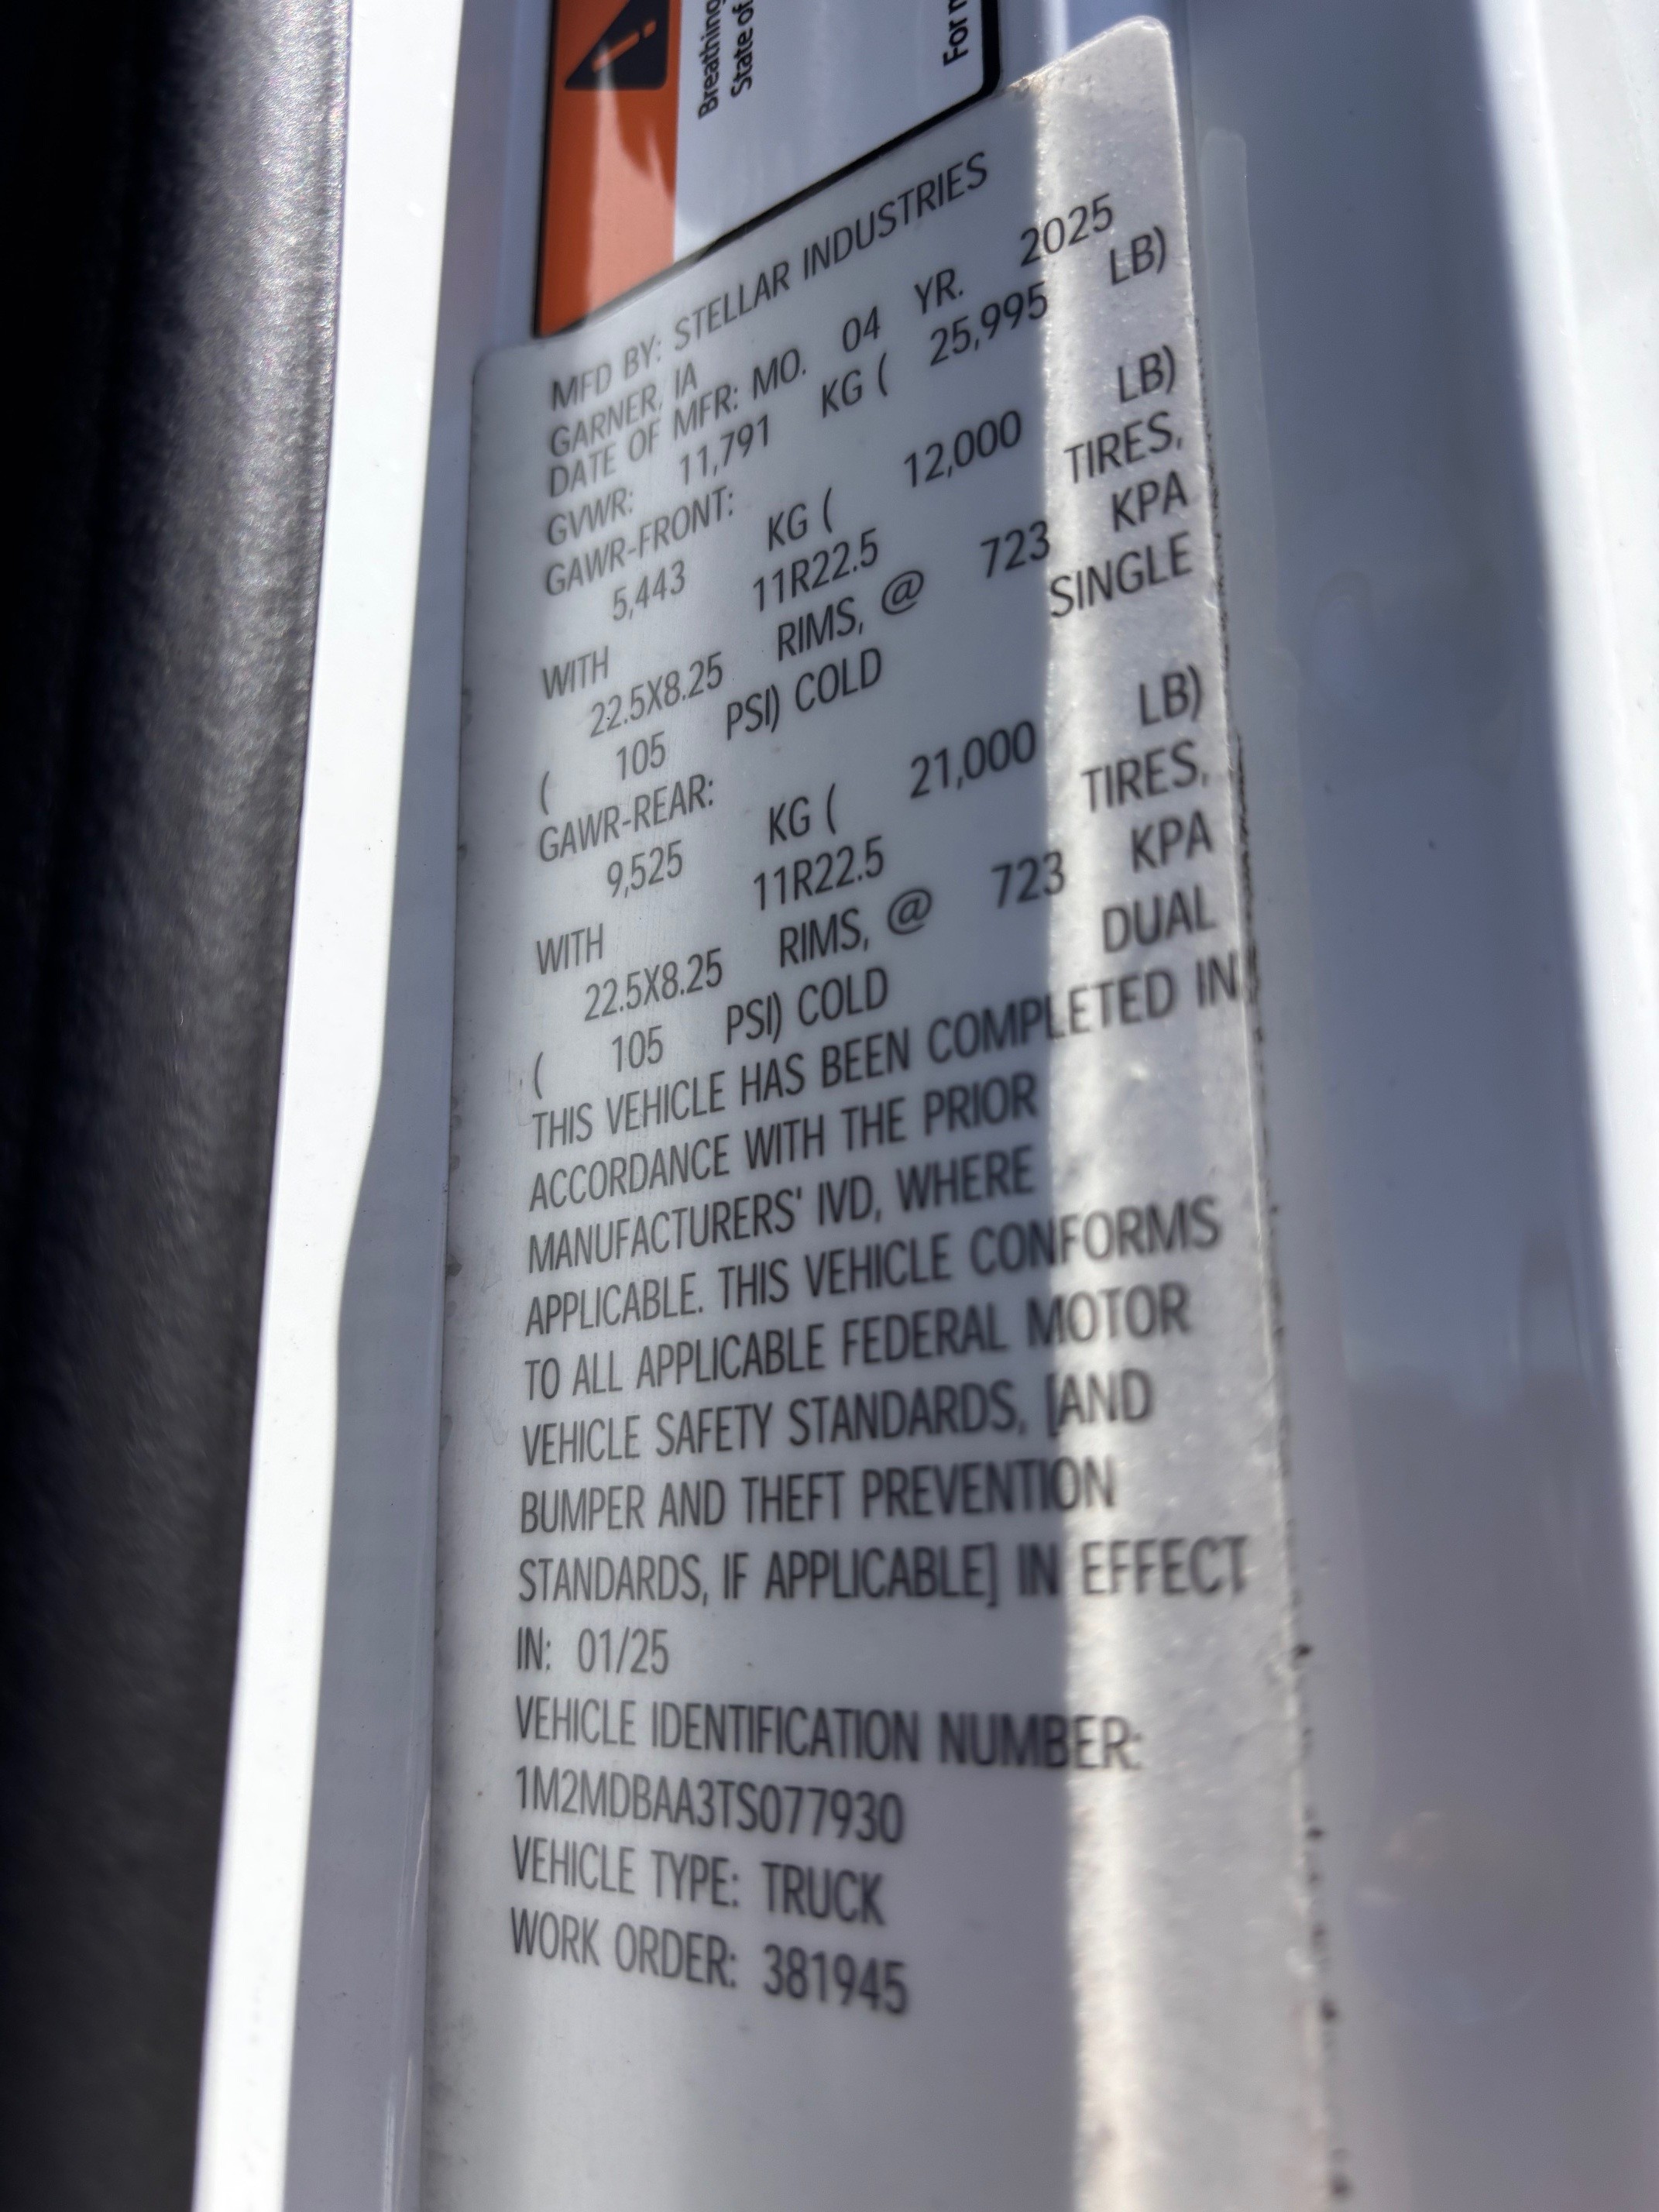 Breathing
State of
For
MFD BY: STELLAR INDUSTRIES
GARNER, IA
DATE OF MFR: MO. 04 YR. 2025
GVWR: 11,791 KG ( 25,995 LB)
GAWR-FRONT:
5,443 KG ( 12,000 LB)
WITH 11R22.5 TIRES,
22.5X8.25 RIMS, @ 723 KPA
( 105 PSI) COLD SINGLE
GAWR-REAR:
9,525 KG ( 21,000 LB)
WITH 11R22.5 TIRES,
22.5X8.25 RIMS, @ 723 KPA
( 105 PSI) COLD DUAL
THIS VEHICLE HAS BEEN COMPLETED IN
ACCORDANCE WITH THE PRIOR
MANUFACTURERS' IVD, WHERE
APPLICABLE. THIS VEHICLE CONFORMS
TO ALL APPLICABLE FEDERAL MOTOR
VEHICLE SAFETY STANDARDS, [AND
BUMPER AND THEFT PREVENTION
STANDARDS, IF APPLICABLE] IN EFFECT
IN: 01/25
VEHICLE IDENTIFICATION NUMBER:
1M2MDBAA3TS077930
VEHICLE TYPE: TRUCK
WORK ORDER: 381945